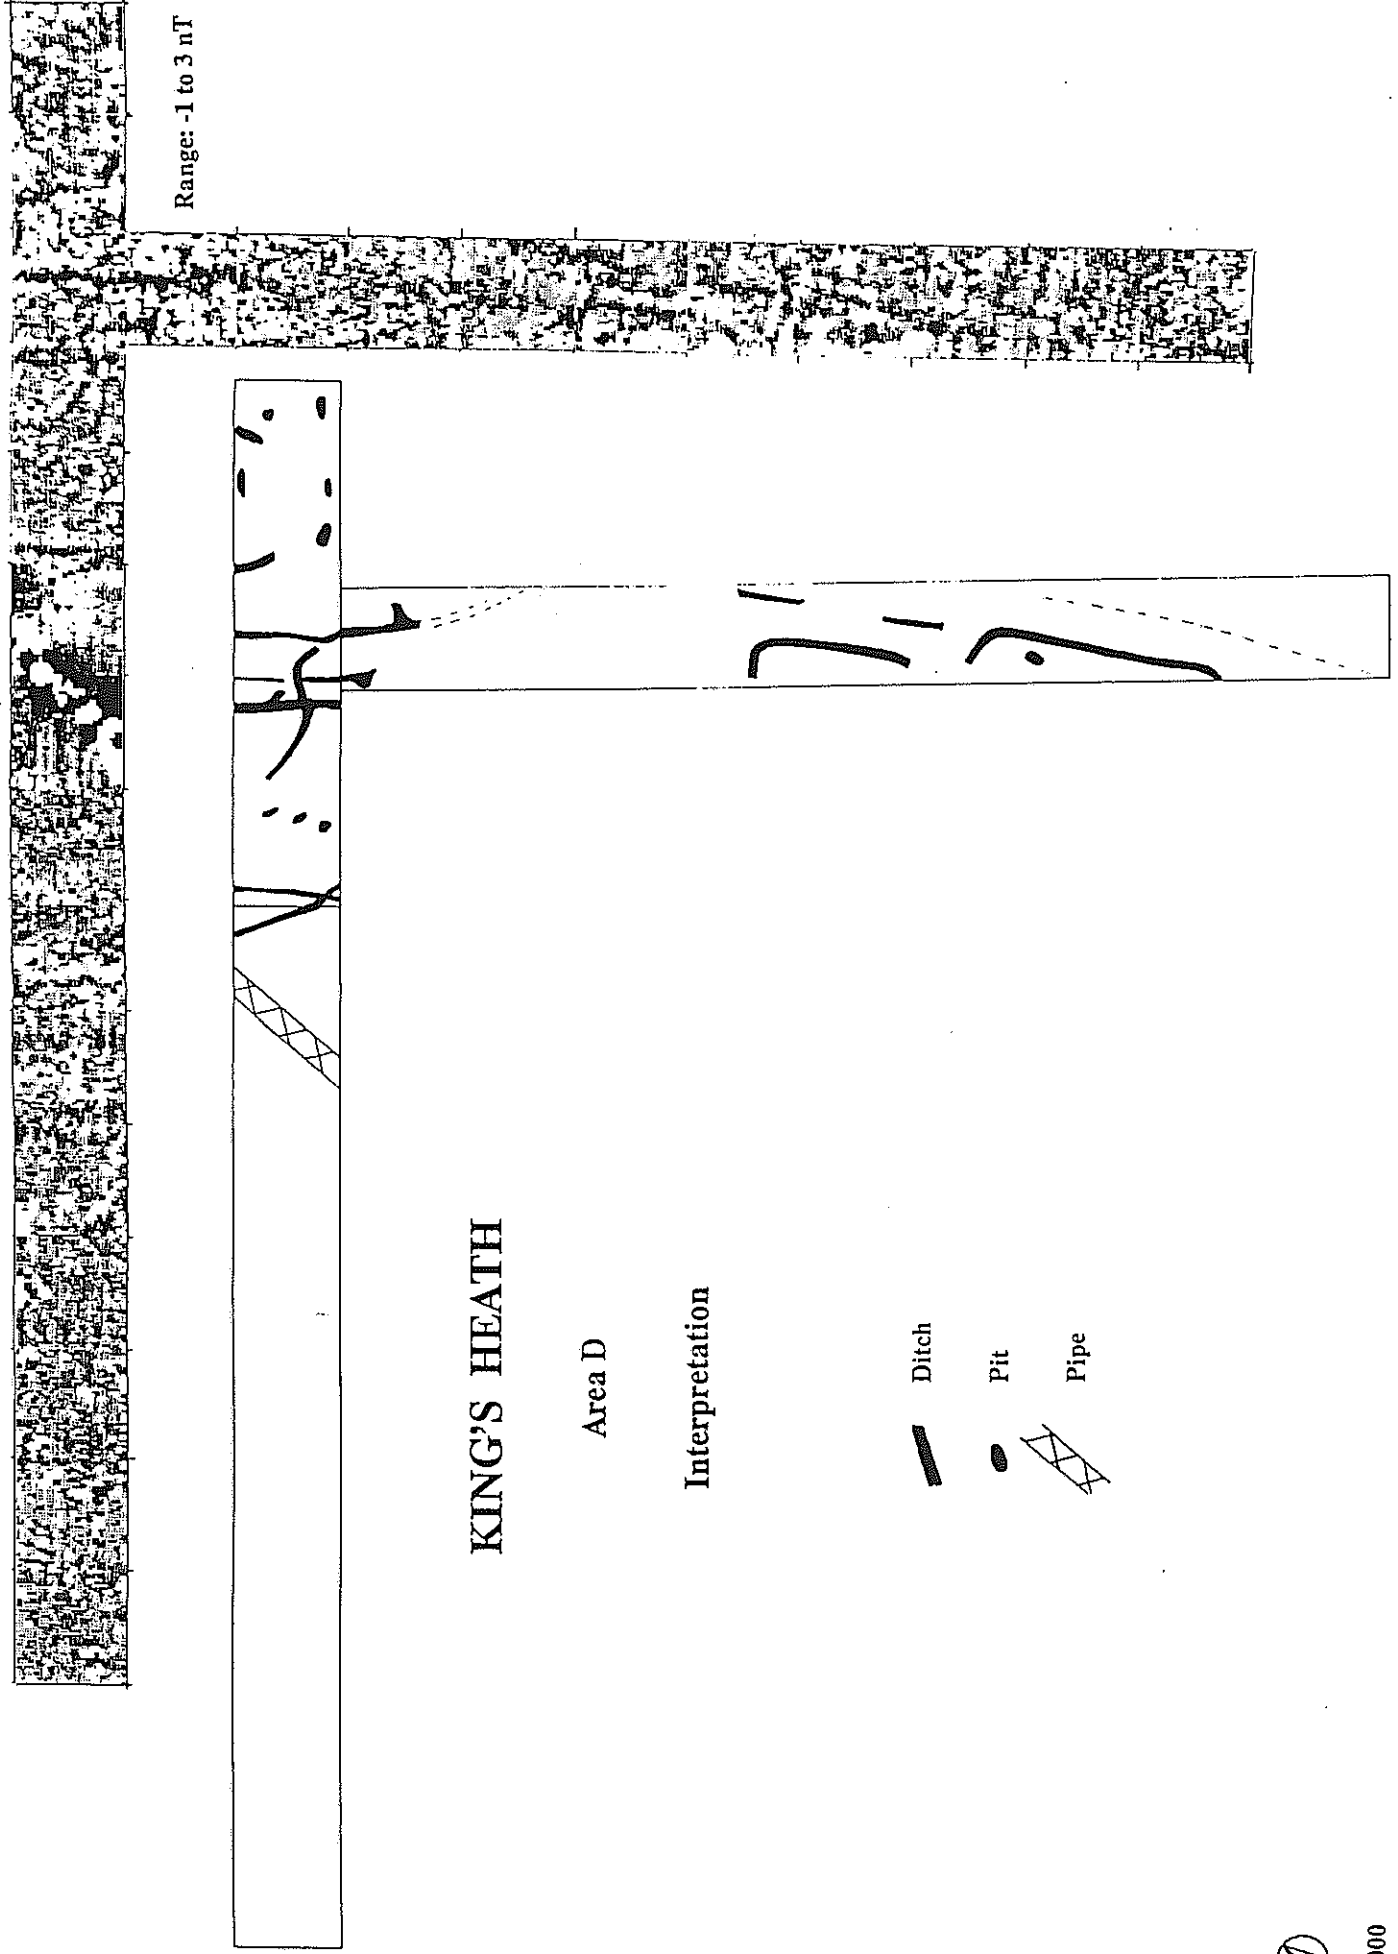 Range: -1 to 3 nT
KING'S HEATH
Area D
Interpretation
Ditch
Pit
Pipe